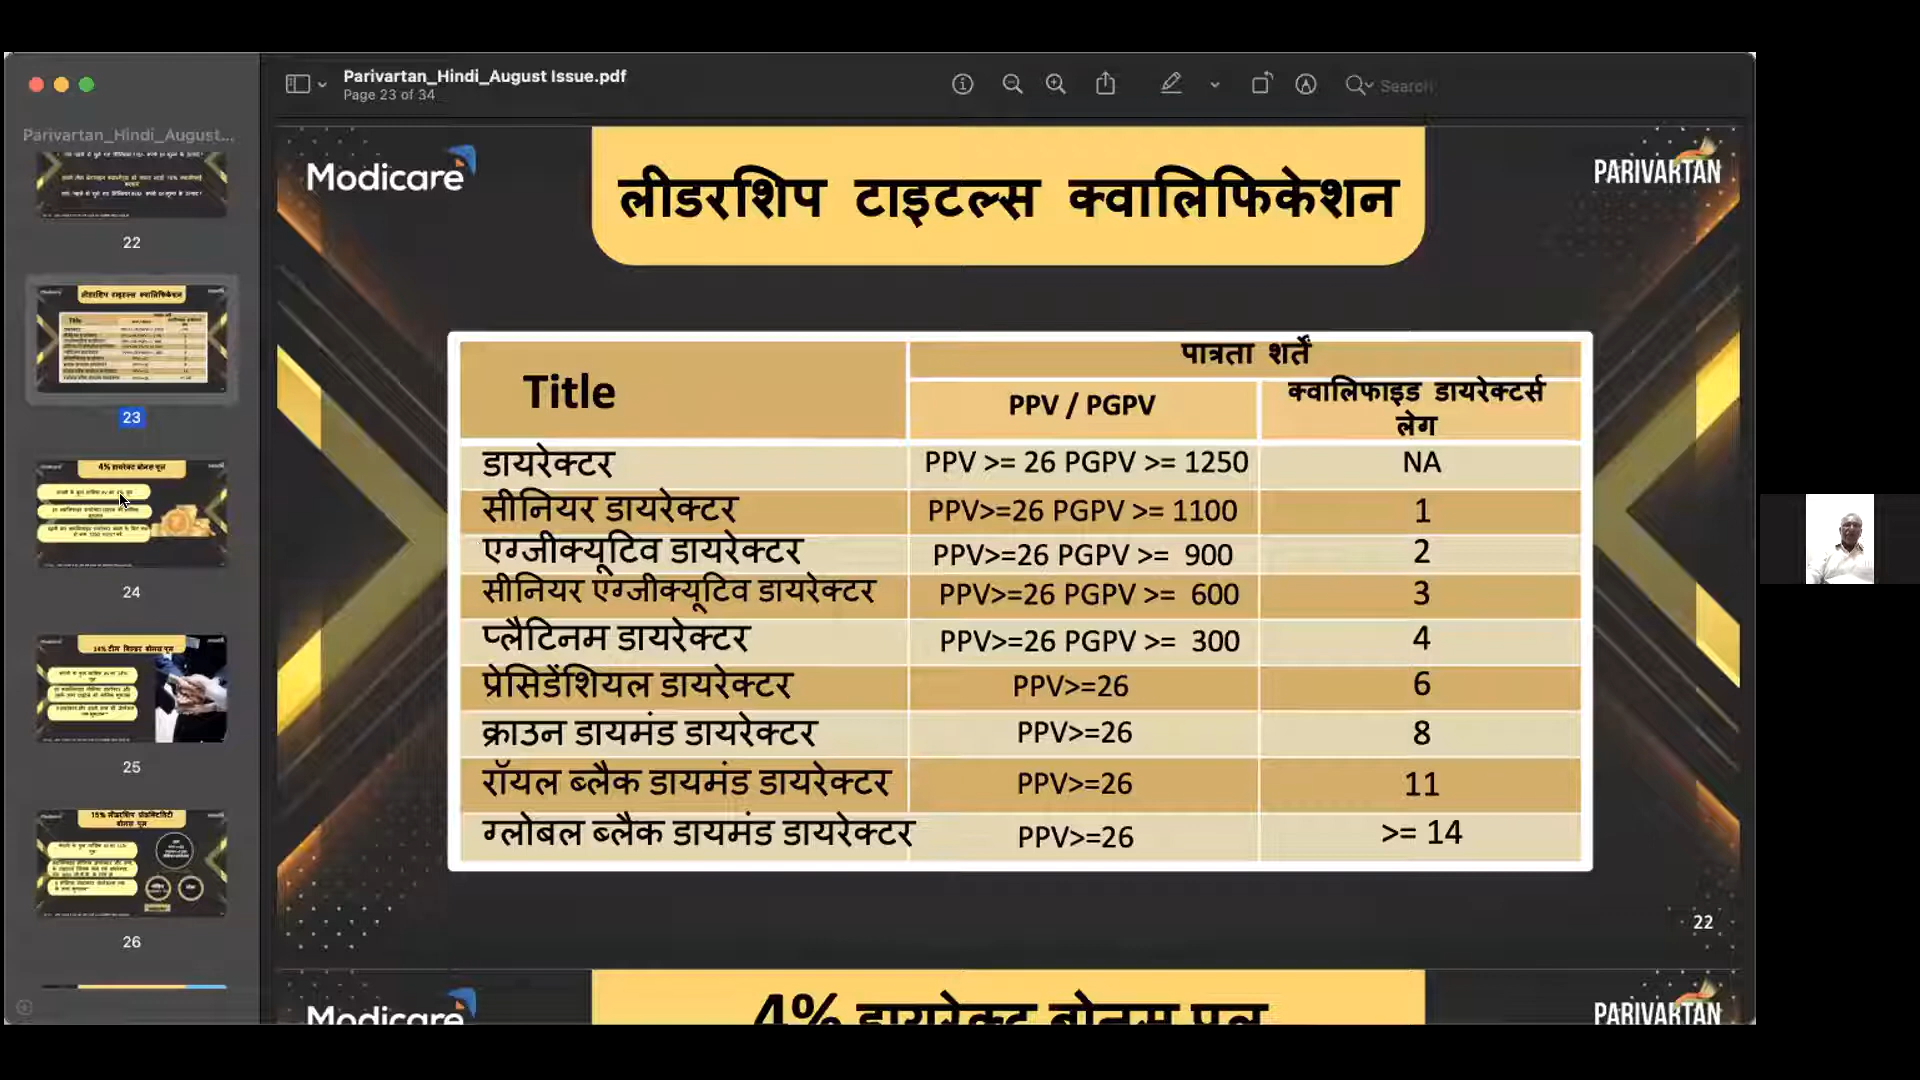 Parivartan_Hindi_August Issue.pdf
Page 23 of 34
Search
Parivartan_Hindi_August...
22
23
24
25
26
Modicare
लीडरशिप टाइटल्स क्वालिफिकेशन
PARIVARTAN
Title
पात्रता शर्तें
PPV / PGPV
क्वालिफाइड डायरेक्टर्स
लेग
डायरेक्टर PPV >= 26 PGPV >= 1250 NA
सीनियर डायरेक्टर PPV>=26 PGPV >= 1100 1
एग्जीक्यूटिव डायरेक्टर PPV>=26 PGPV >= 900 2
सीनियर एग्जीक्यूटिव डायरेक्टर PPV>=26 PGPV >= 600 3
प्लैटिनम डायरेक्टर PPV>=26 PGPV >= 300 4
प्रेसिडेंशियल डायरेक्टर PPV>=26 6
क्राउन डायमंड डायरेक्टर PPV>=26 8
रॉयल ब्लैक डायमंड डायरेक्टर PPV>=26 11
ग्लोबल ब्लैक डायमंड डायरेक्टर PPV>=26 >= 14
22
Modicare
4% डायरेक्ट बोनस पूल
PARIVARTAN